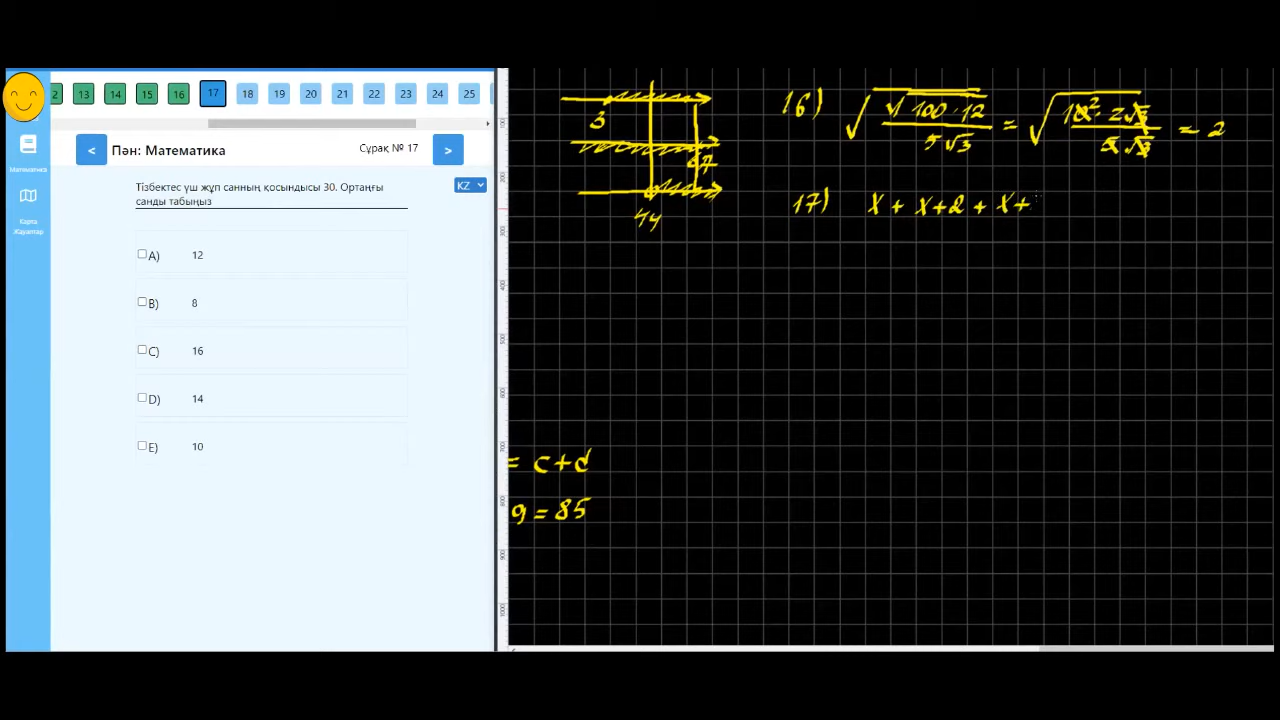 2 13 14 15 16 17 18 19 20 21 22 23 24 25
Математика
Карта
Жауаптар
< Пән: Математика Сұрақ № 17 >
Тізбектес үш жұп санның қосындысы 30. Ортаңғы
санды табыңыз
KZ
A) 12
B) 8
C) 16
D) 14
E) 10
3
44
16) √(√(100·12)/(5√3)) = √(10²·2√3/(5√3)) = 2
17) x + x+2 + x+
= c+d
9 = 85